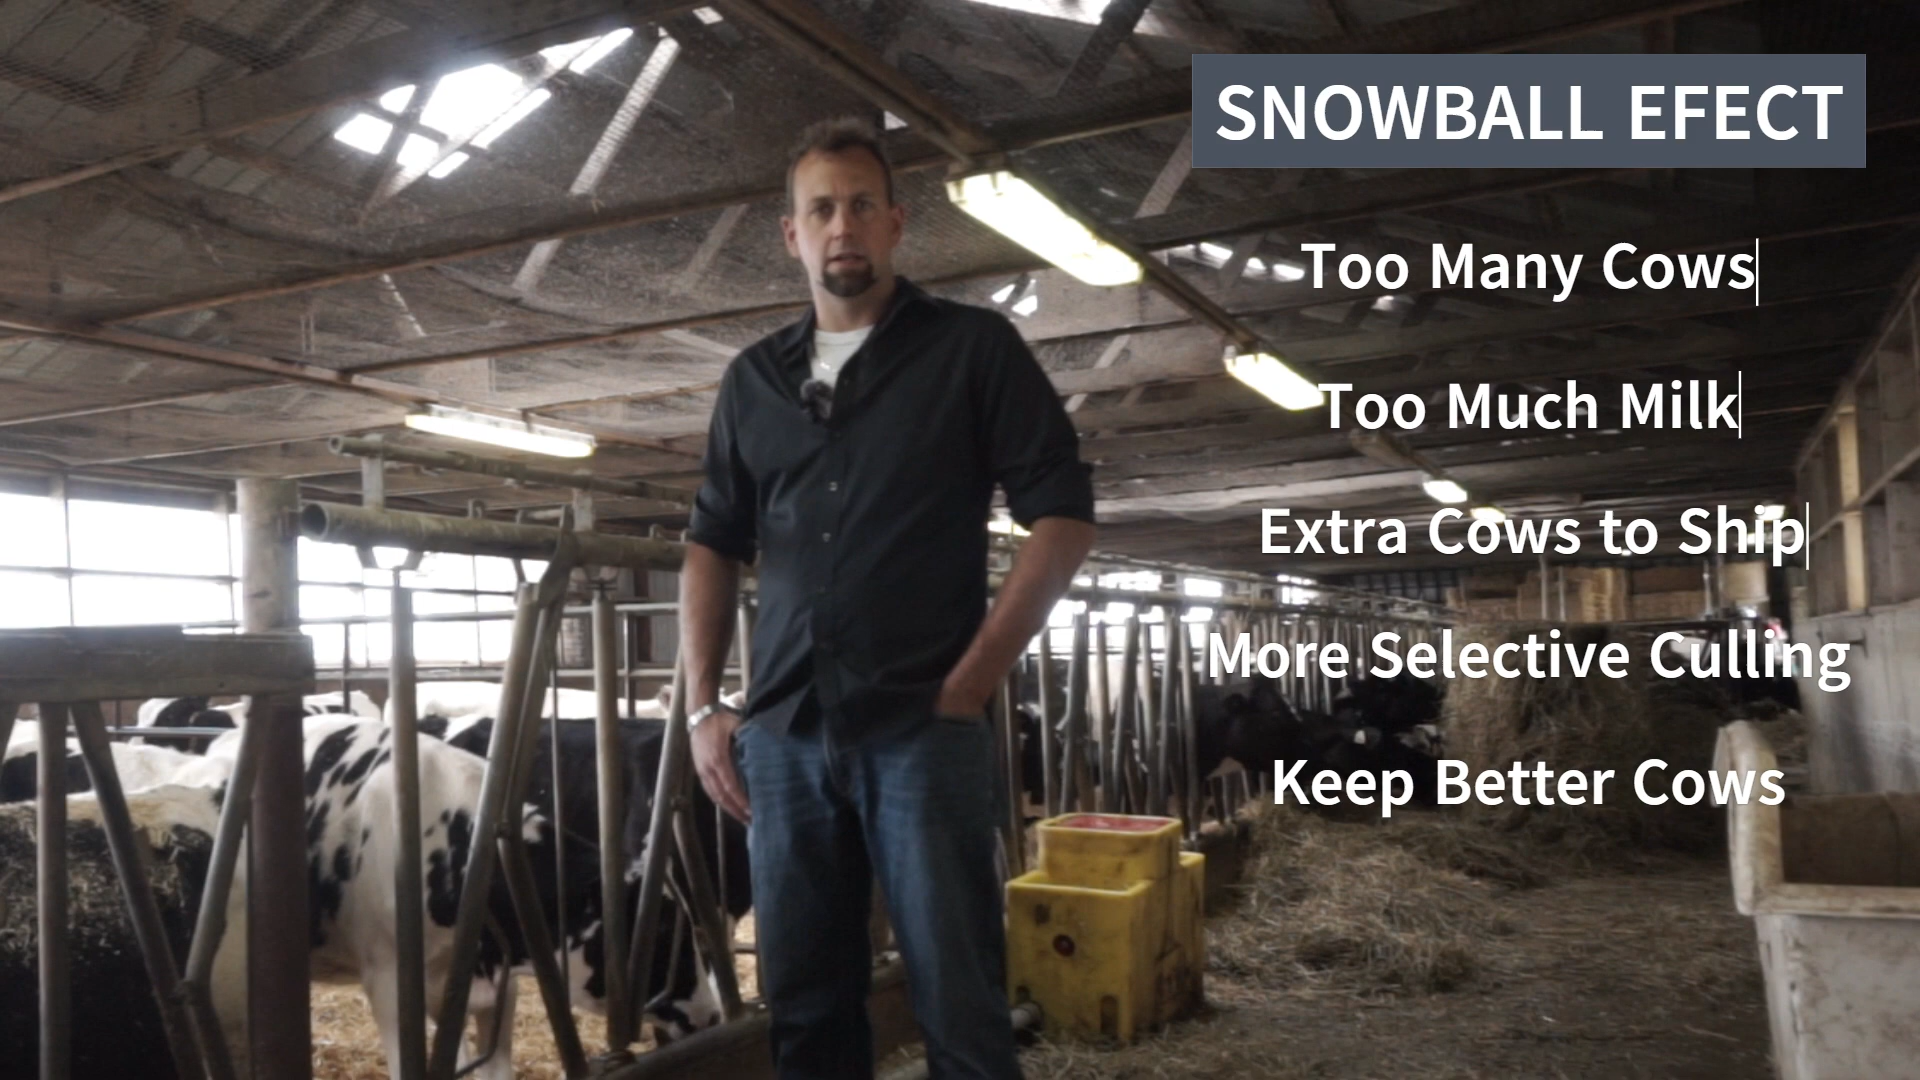 SNOWBALL EFECT
Too Many Cows
Too Much Milk
Extra Cows to Ship
More Selective Culling
Keep Better Cows